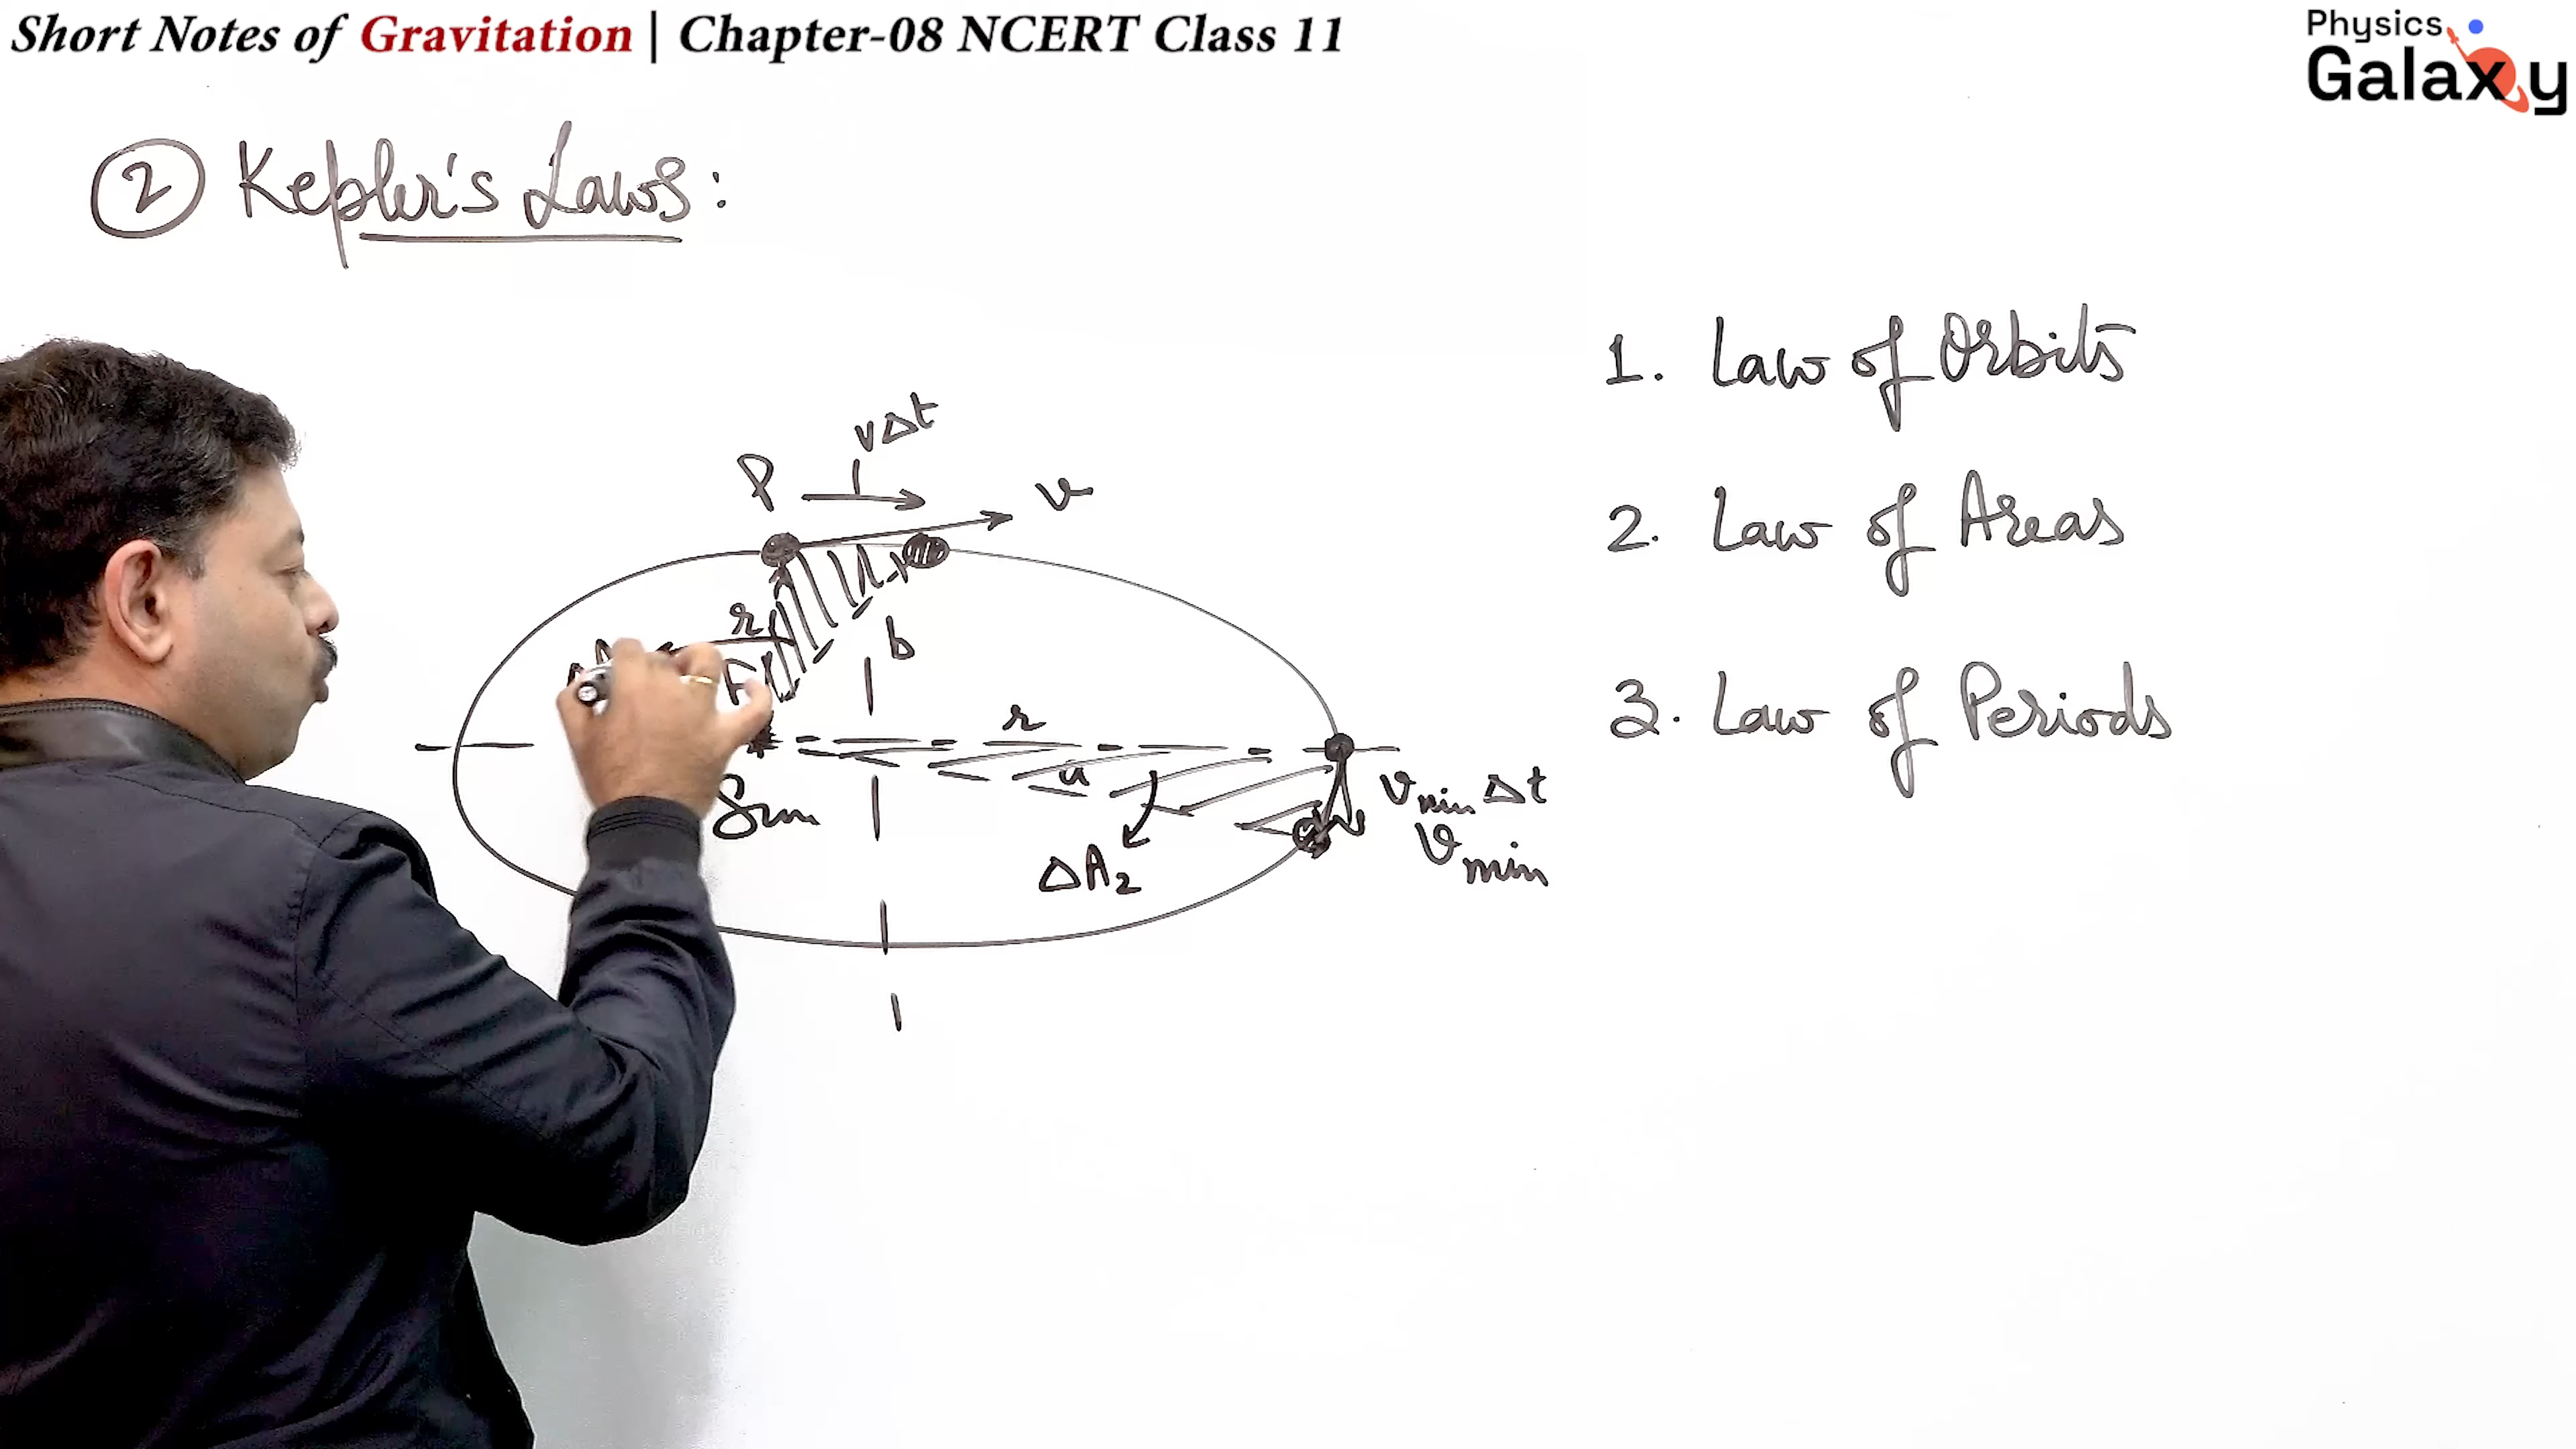 Short Notes of Gravitation | Chapter-08 NCERT Class 11
Physics Galaxy
2 Kepler's Laws:
1. Law of Orbits
2. Law of Areas
3. Law of Periods
vΔt
P
v
r
b
F
r
a
Sun
v min Δt
v min
ΔA2